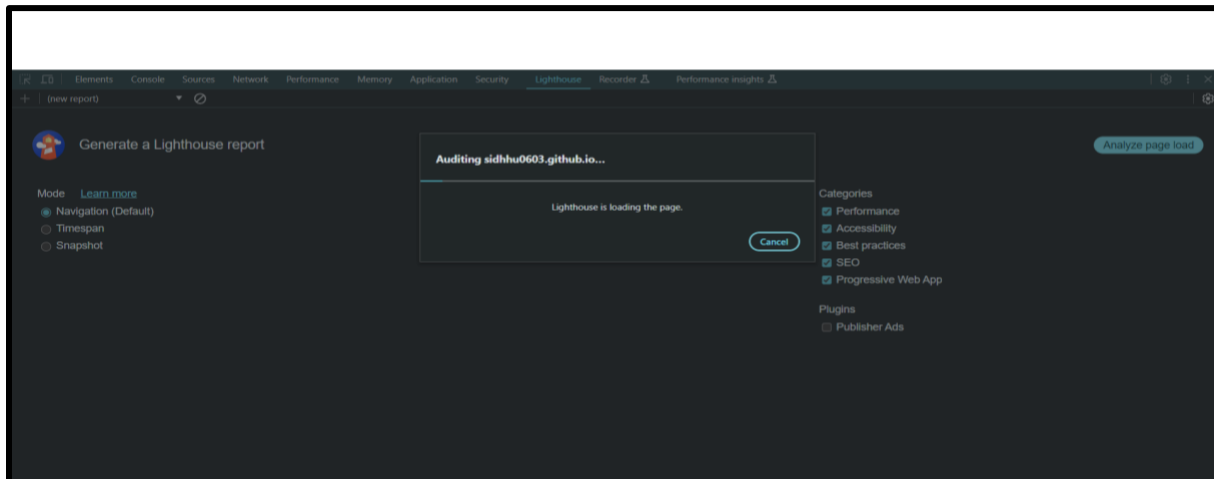 Elements Console Sources Network Performance Memory Application Security Lighthouse Recorder Performance insights
(new report)
Generate a Lighthouse report
Analyze page load
Auditing sidhhu0603.github.io...
Lighthouse is loading the page.
Cancel
Mode Learn more
Navigation (Default)
Timespan
Snapshot
Categories
Performance
Accessibility
Best practices
SEO
Progressive Web App
Plugins
Publisher Ads